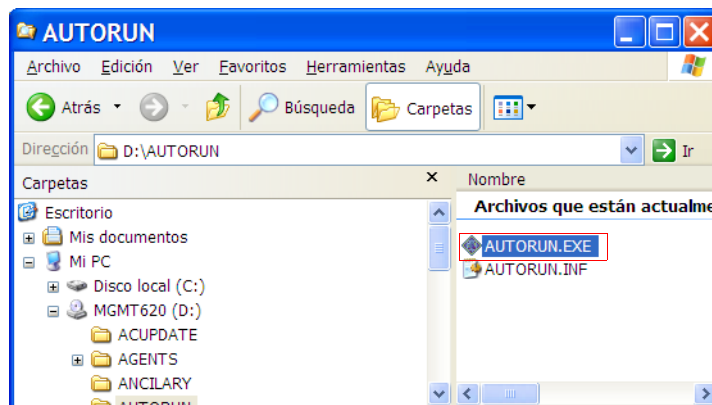 AUTORUN
Archivo Edición Ver Favoritos Herramientas Ayuda
Atrás Búsqueda Carpetas
Dirección D:\AUTORUN Ir
Carpetas
Nombre
Escritorio
Mis documentos
Mi PC
Disco local (C:)
MGMT620 (D:)
ACUPDATE
AGENTS
ANCILARY
AUTORUN
Archivos que están actualme
AUTORUN.EXE
AUTORUN.INF